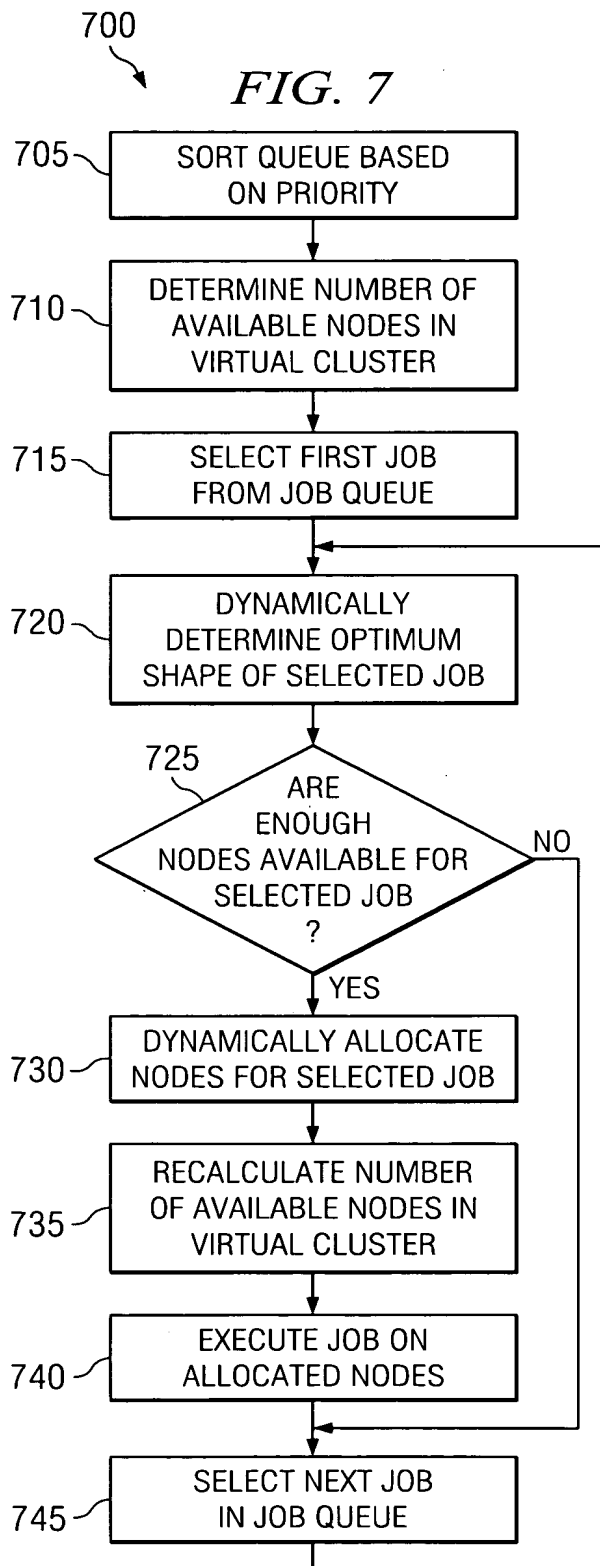 700
FIG. 7
705
SORT QUEUE BASED
ON PRIORITY
710
DETERMINE NUMBER OF
AVAILABLE NODES IN
VIRTUAL CLUSTER
715
SELECT FIRST JOB
FROM JOB QUEUE
720
DYNAMICALLY
DETERMINE OPTIMUM
SHAPE OF SELECTED JOB
725
ARE
ENOUGH
NODES AVAILABLE FOR
SELECTED JOB
?
NO
YES
730
DYNAMICALLY ALLOCATE
NODES FOR SELECTED JOB
735
RECALCULATE NUMBER
OF AVAILABLE NODES IN
VIRTUAL CLUSTER
740
EXECUTE JOB ON
ALLOCATED NODES
745
SELECT NEXT JOB
IN JOB QUEUE